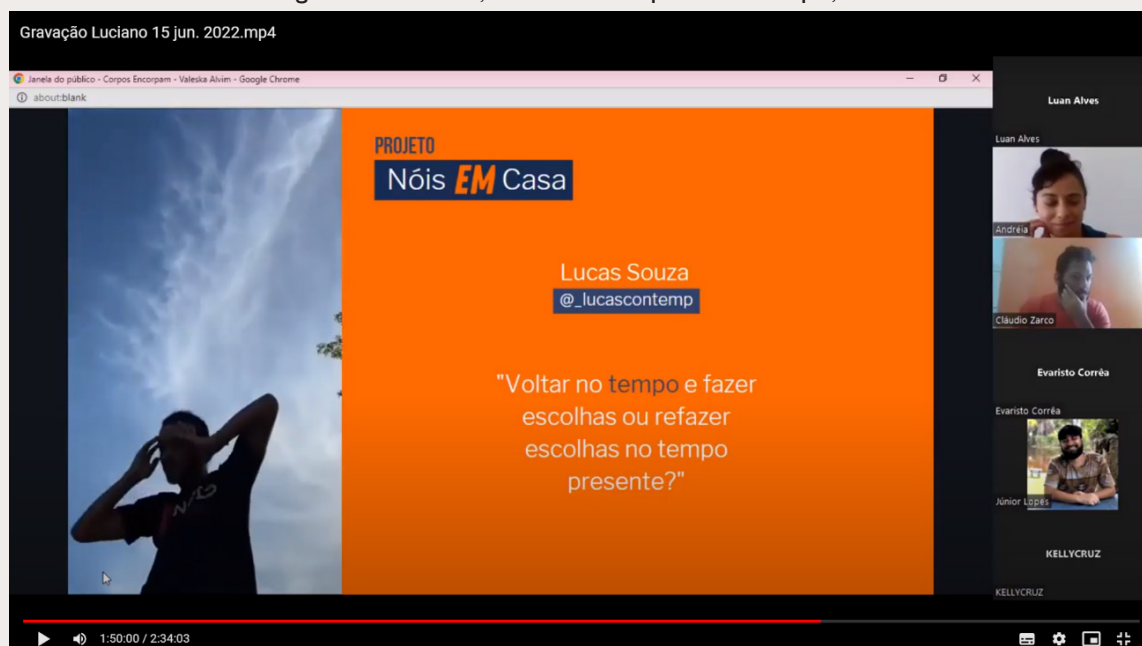 Gravação Luciano 15 jun. 2022.mp4
Janela do público - Corpos Encorpam - Valeska Alvim - Google Chrome
about:blank
PROJETO
Nóis EM Casa
Lucas Souza
@_lucascontemp
"Voltar no tempo e fazer
escolhas ou refazer
escolhas no tempo
presente?"
Luan Alves
Luan Alves
Andréia
Cláudio Zarco
Evaristo Corrêa
Evaristo Corrêa
Júnior Lopes
KELLYCRUZ
KELLYCRUZ
1:50:00 / 2:34:03